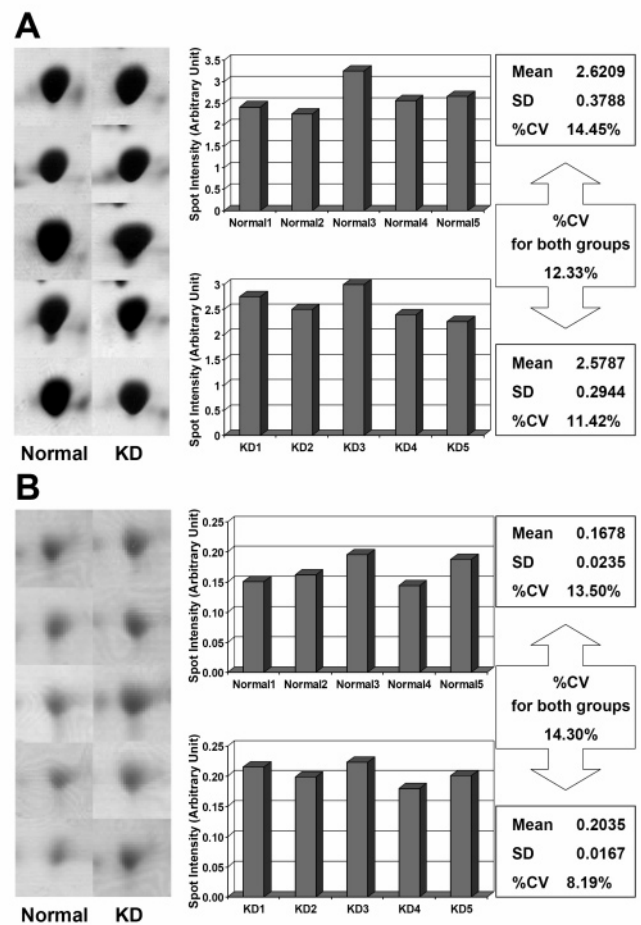 A
Normal KD
Spot Intensity (Arbitrary Unit)
3.5
3
2.5
2
1.5
1
0.5
0
Normal1 Normal2 Normal3 Normal4 Normal5
Mean 2.6209
SD 0.3788
%CV 14.45%
%CV
for both groups
12.33%
Spot Intensity (Arbitrary Unit)
3
2.5
2
1.5
1
0.5
0
KD1 KD2 KD3 KD4 KD5
Mean 2.5787
SD 0.2944
%CV 11.42%
B
Normal KD
Spot Intensity (Arbitrary Unit)
0.25
0.20
0.15
0.10
0.05
0.00
Normal1 Normal2 Normal3 Normal4 Normal5
Mean 0.1678
SD 0.0235
%CV 13.50%
%CV
for both groups
14.30%
Spot Intensity (Arbitrary Unit)
0.25
0.20
0.15
0.10
0.05
0.00
KD1 KD2 KD3 KD4 KD5
Mean 0.2035
SD 0.0167
%CV 8.19%